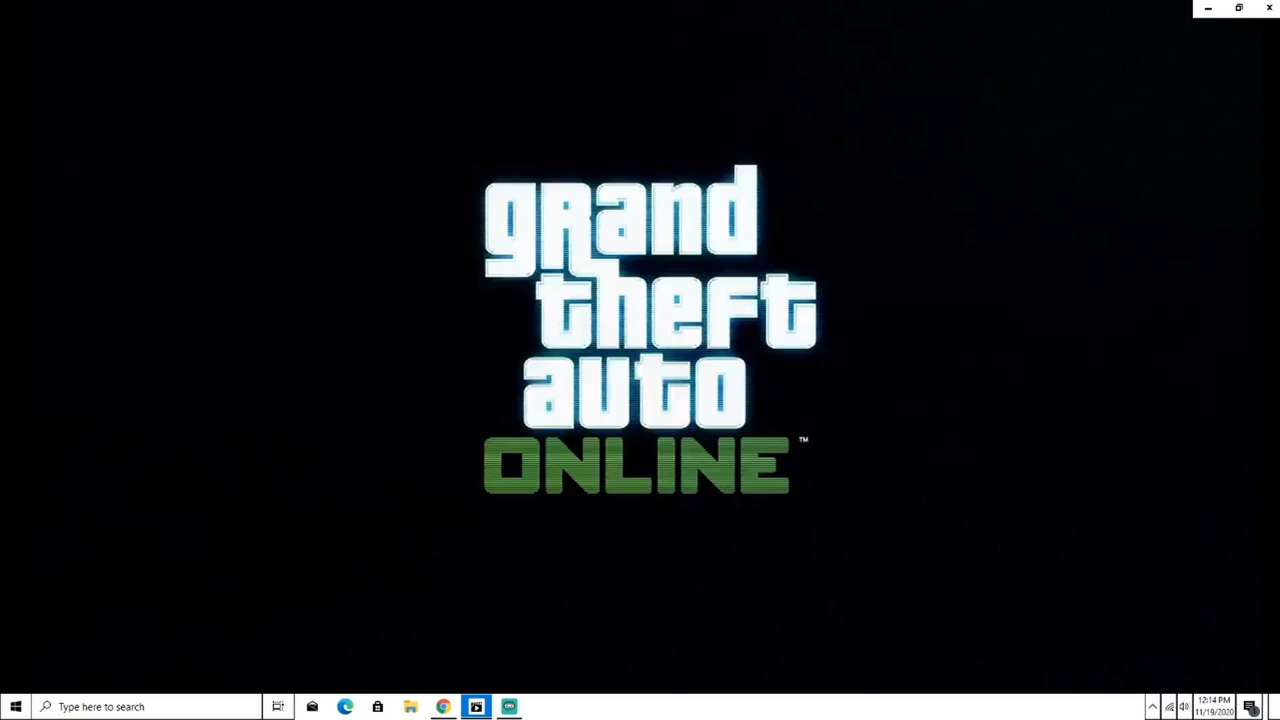 grand
theft
auto
ONLINE ™
Type here to search
12:14 PM
11/19/2020